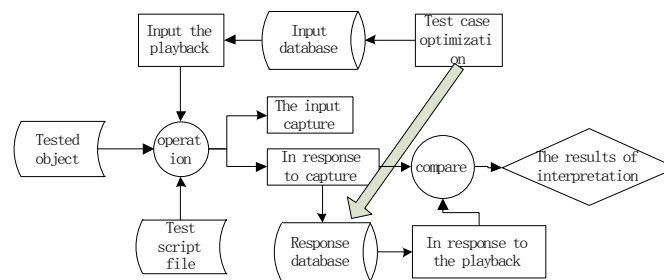 Input the
playback
Input
database
Test case
optimizati
on
The input
capture
Tested
object
operat
ion
In response
to capture
compare
The results of
interpretation
Test
script
file
Response
database
In response to
the playback